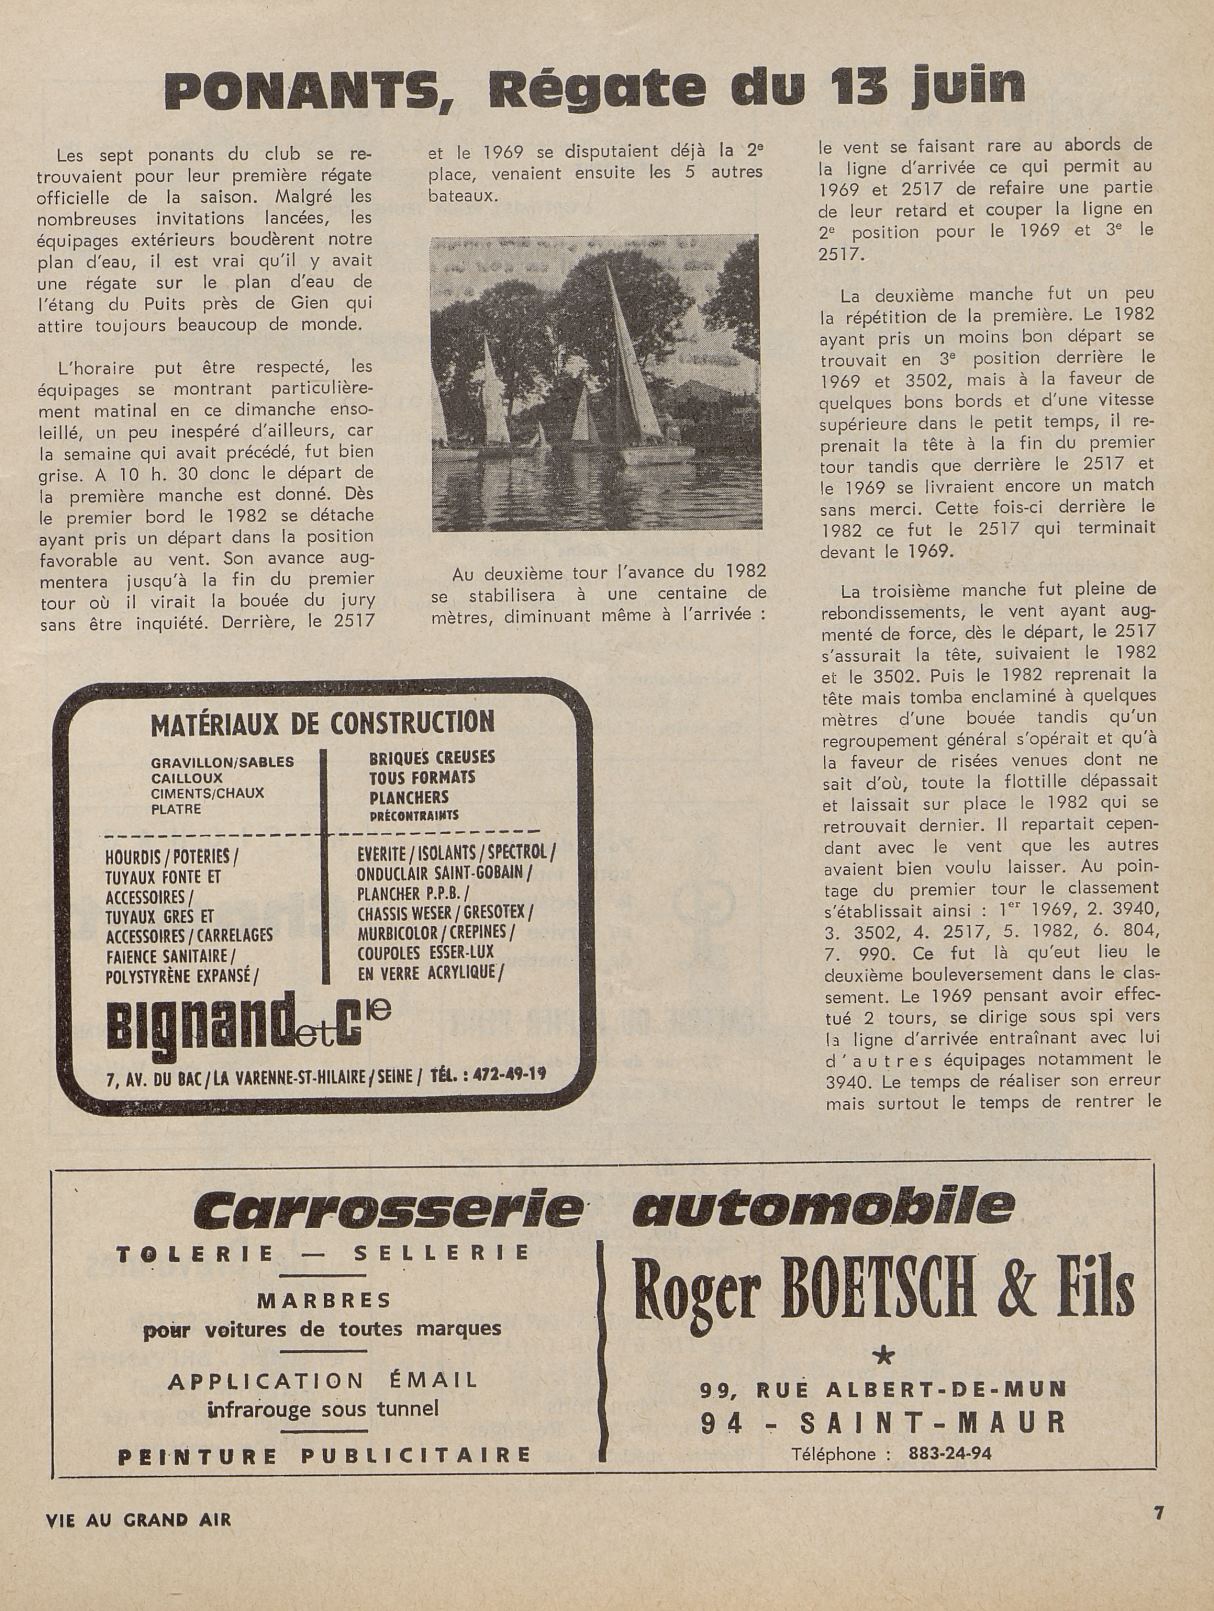 PONANTS, Régate du 13 juin
Les sept ponants du club se re-
trouvaient pour leur première régate
officielle de la saison. Malgré les
nombreuses invitations lancées, les
équipages extérieurs boudèrent notre
plan d'eau, il est vrai qu'il y avait
une régate sur le plan d'eau de
l'étang du Puits près de Gien qui
attire toujours beaucoup de monde.
L'horaire put être respecté, les
équipages se montrant particulière-
ment matinal en ce dimanche enso-
leillé, un peu inespéré d'ailleurs, car
la semaine qui avait précédé, fut bien
grise. A 10 h. 30 donc le départ de
la première manche est donné. Dès
le premier bord le 1982 se détache
ayant pris un départ dans la position
favorable au vent. Son avance aug-
mentera jusqu'à la fin du premier
tour où il virait la bouée du jury
sans être inquiété. Derrière, le 2517
et le 1969 se disputaient déjà la 2e
place, venaient ensuite les 5 autres
bateaux.
Au deuxième tour l'avance du 1982
se stabilisera à une centaine de
mètres, diminuant même à l'arrivée :
le vent se faisant rare au abords de
la ligne d'arrivée ce qui permit au
1969 et 2517 de refaire une partie
de leur retard et couper la ligne en
2e position pour le 1969 et 3e le
2517.
La deuxième manche fut un peu
la répétition de la première. Le 1982
ayant pris un moins bon départ se
trouvait en 3e position derrière le
1969 et 3502, mais à la faveur de
quelques bons bords et d'une vitesse
supérieure dans le petit temps, il re-
prenait la tête à la fin du premier
tour tandis que derrière le 2517 et
le 1969 se livraient encore un match
sans merci. Cette fois-ci derrière le
1982 ce fut le 2517 qui terminait
devant le 1969.
La troisième manche fut pleine de
rebondissements, le vent ayant aug-
menté de force, dès le départ, le 2517
s'assurait la tête, suivaient le 1982
et le 3502. Puis le 1982 reprenait la
tête mais tomba enclaminé à quelques
mètres d'une bouée tandis qu'un
regroupement général s'opérait et qu'à
la faveur de risées venues dont ne
sait d'où, toute la flottille dépassait
et laissait sur place le 1982 qui se
retrouvait dernier. Il repartait cepen-
dant avec le vent que les autres
avaient bien voulu laisser. Au poin-
tage du premier tour le classement
s'établissait ainsi : 1er 1969, 2. 3940,
3. 3502, 4. 2517, 5. 1982, 6. 804,
7. 990. Ce fut là qu'eut lieu le
deuxième bouleversement dans le clas-
sement. Le 1969 pensant avoir effec-
tué 2 tours, se dirige sous spi vers
la ligne d'arrivée entraînant avec lui
d'autres équipages notamment le
3940. Le temps de réaliser son erreur
mais surtout le temps de rentrer le
MATÉRIAUX DE CONSTRUCTION
GRAVILLON/SABLES
CAILLOUX
CIMENTS/CHAUX
PLATRE
BRIQUES CREUSES
TOUS FORMATS
PLANCHERS
PRÉCONTRAINTS
HOURDIS / POTERIES /
TUYAUX FONTE ET
ACCESSOIRES /
TUYAUX GRES ET
ACCESSOIRES / CARRELAGES
FAIENCE SANITAIRE /
POLYSTYRÈNE EXPANSÉ /
EVERITE / ISOLANTS / SPECTROL /
ONDUCLAIR SAINT-GOBAIN /
PLANCHER P.P.B. /
CHASSIS WESER / GRESOTEX /
MURBICOLOR / CREPINES /
COUPOLES ESSER-LUX
EN VERRE ACRYLIQUE /
Bignand et Cie
7, AV. DU BAC / LA VARENNE-ST-HILAIRE / SEINE / TÉL. : 472-49-19
Carrosserie automobile
TOLERIE — SELLERIE
MARBRES
pour voitures de toutes marques
APPLICATION ÉMAIL
infrarouge sous tunnel
PEINTURE PUBLICITAIRE
Roger BOETSCH & Fils
★
99, RUE ALBERT-DE-MUN
94 - SAINT-MAUR
Téléphone : 883-24-94
VIE AU GRAND AIR
7